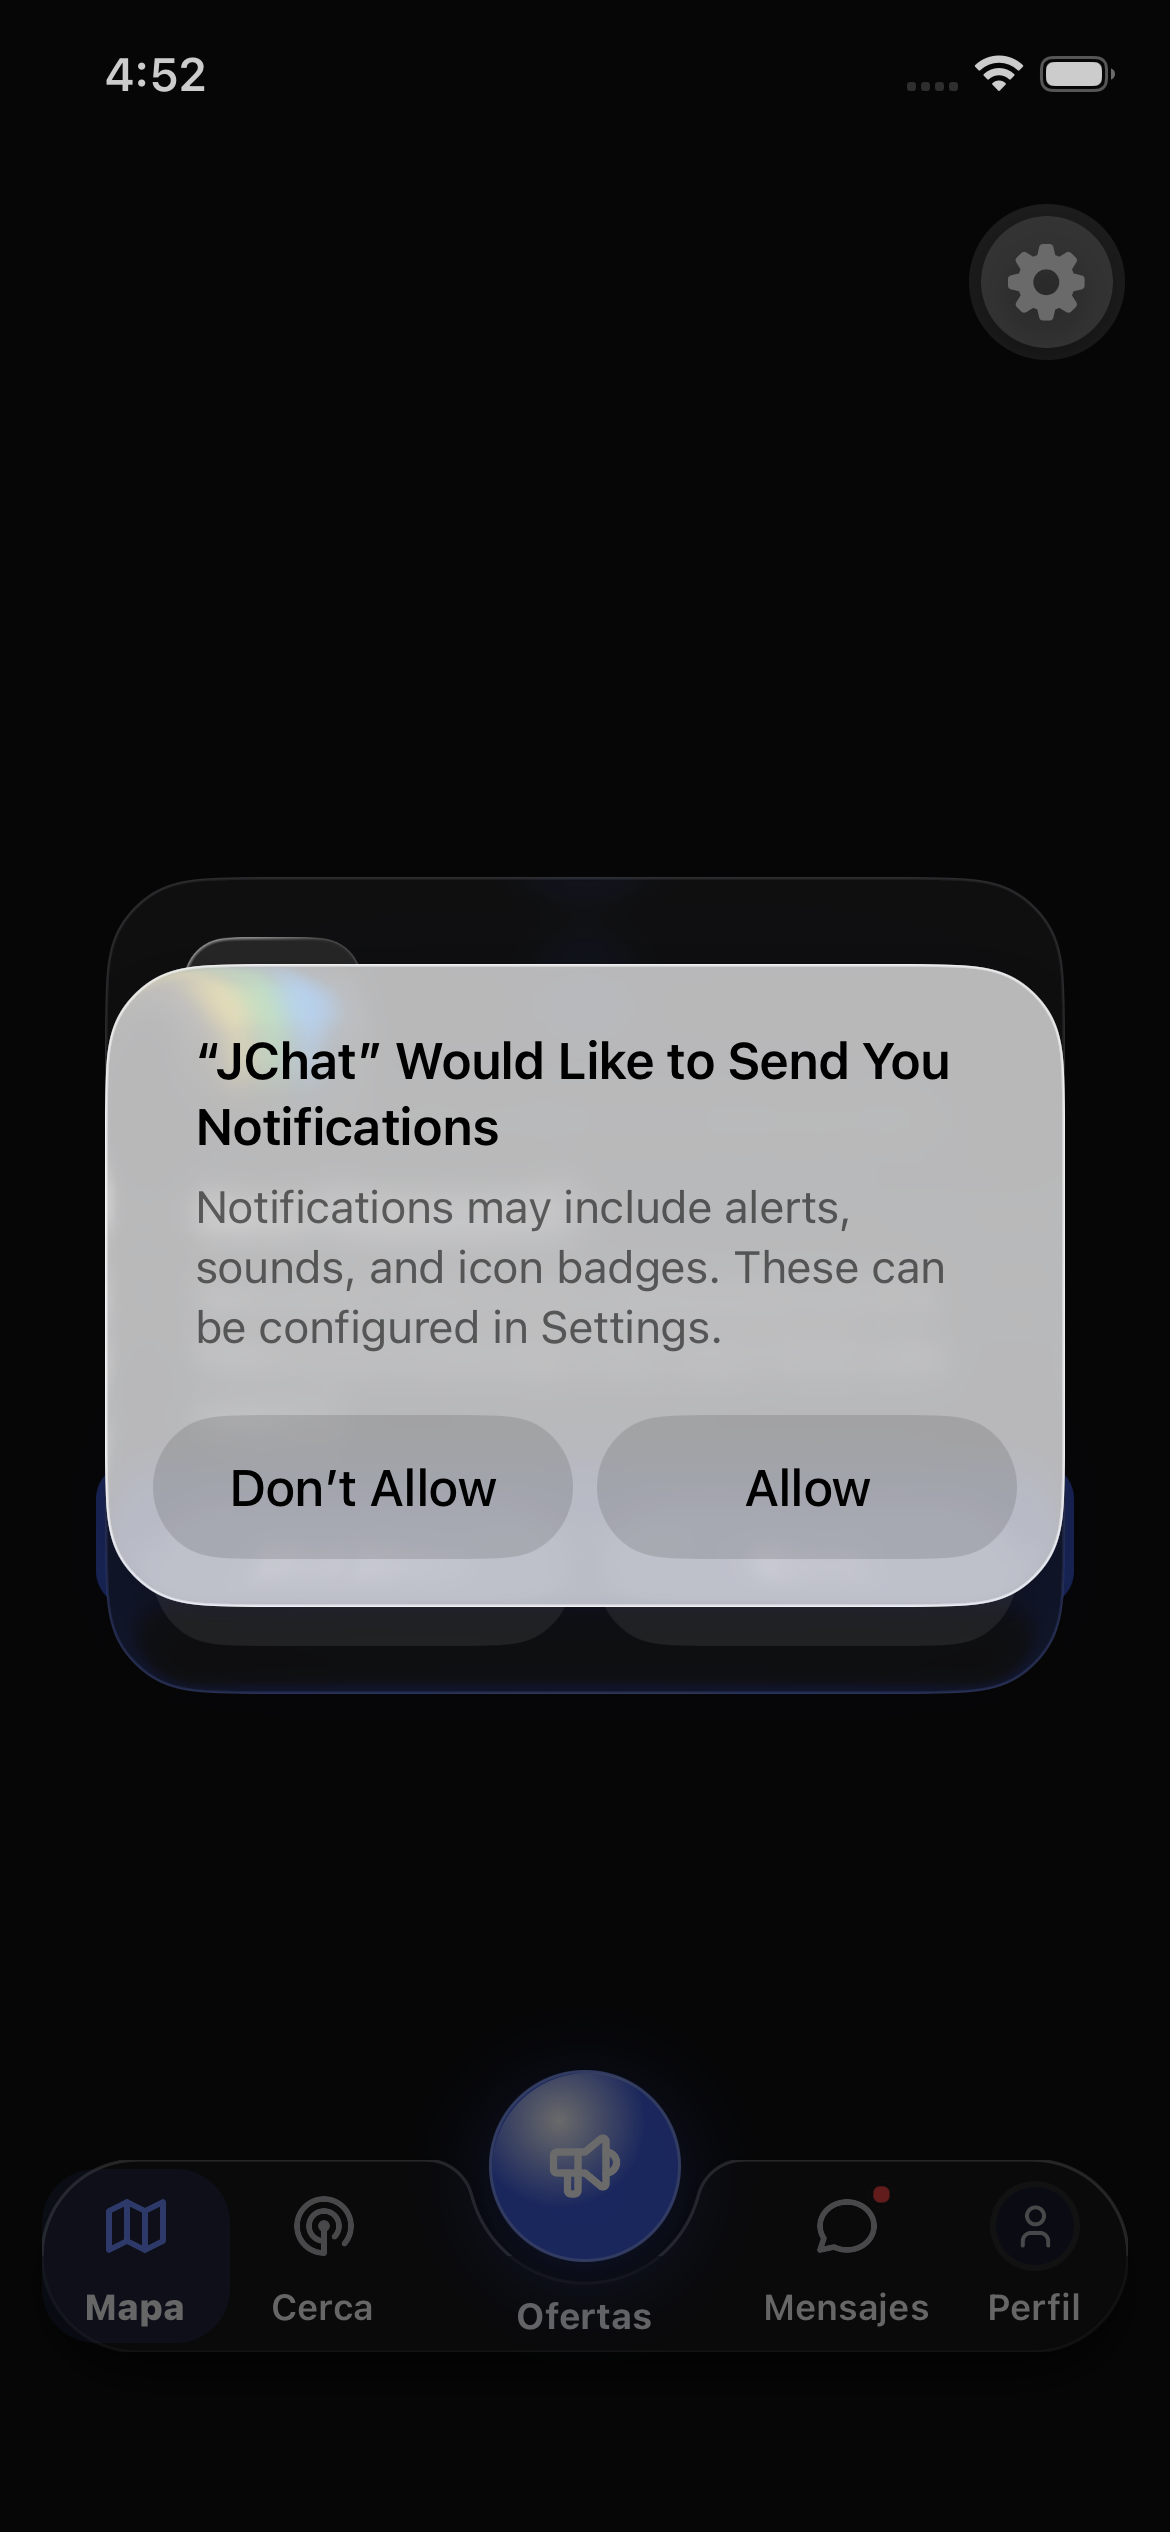 4:52
“JChat” Would Like to Send You
Notifications
Notifications may include alerts,
sounds, and icon badges. These can
be configured in Settings.
Don’t Allow
Allow
Mapa
Cerca
Ofertas
Mensajes
Perfil